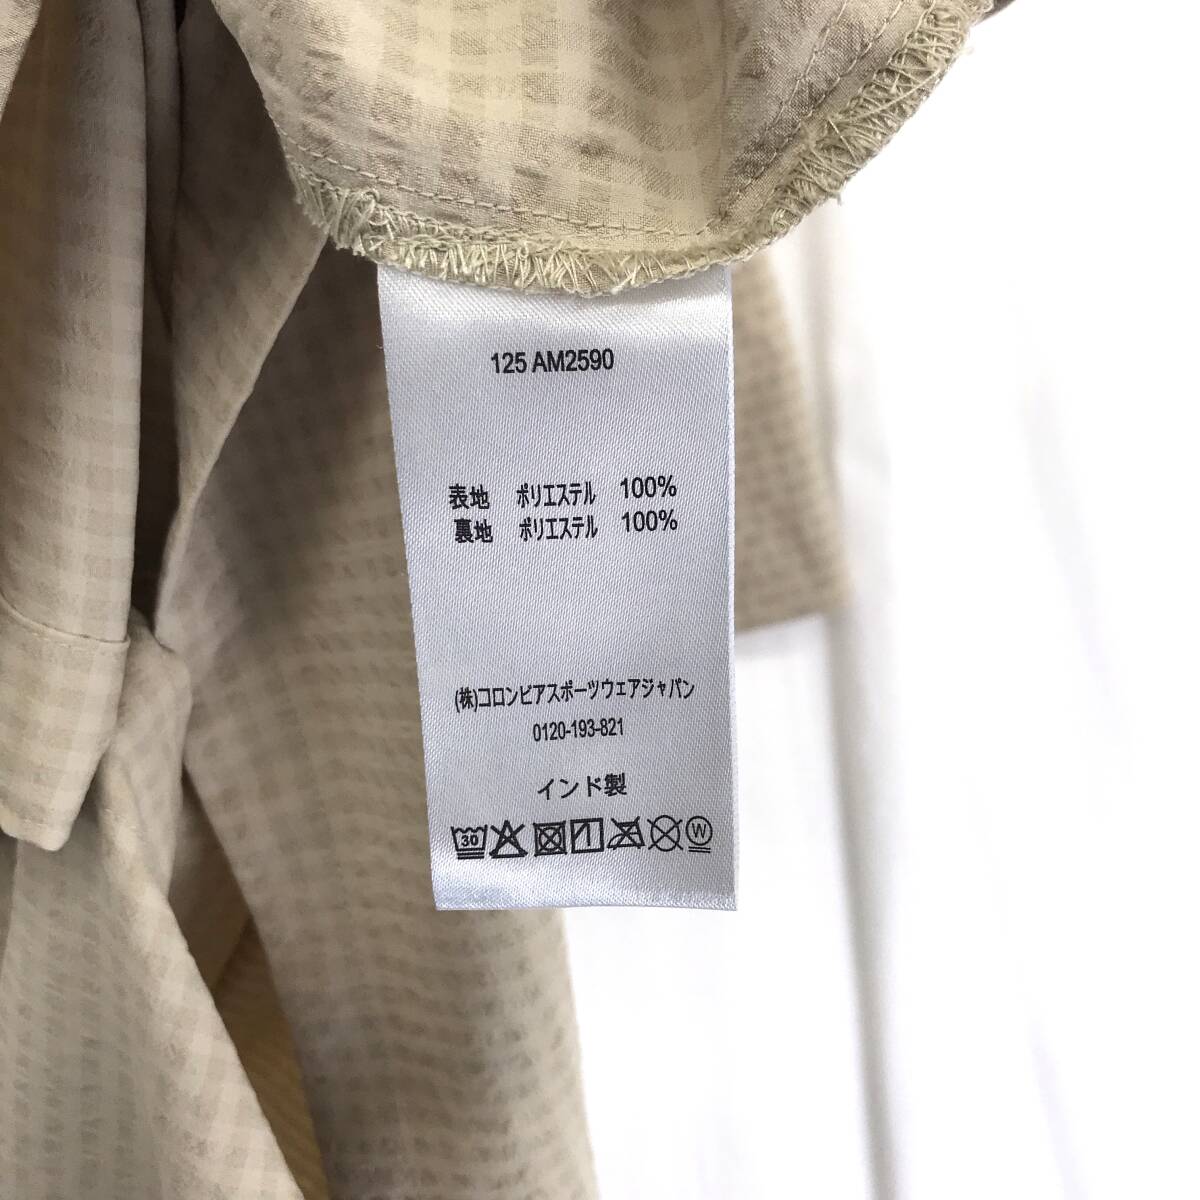 125 AM2590
表地 ポリエステル 100%
裏地 ポリエステル 100%
(株)コロンビアスポーツウェアジャパン
0120-193-821
インド製
30 W